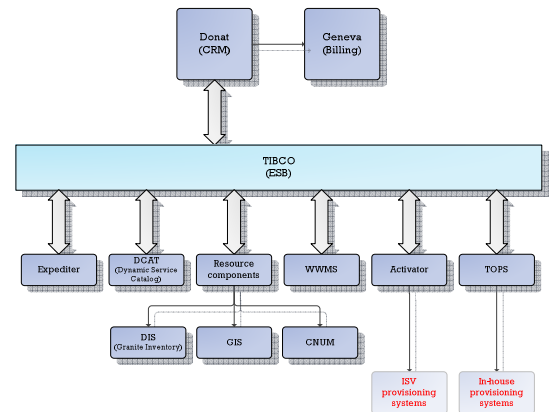 Donat
(CRM)
Geneva
(Billing)
TIBCO
(ESB)
Expediter
DCAT
(Dynamic Service
Catalog)
Resource
components
WWMS
Activator
TOPS
DIS
(Granite Inventory)
GIS
CNUM
ISV
provisioning
systems
In-house
provisioning
systems